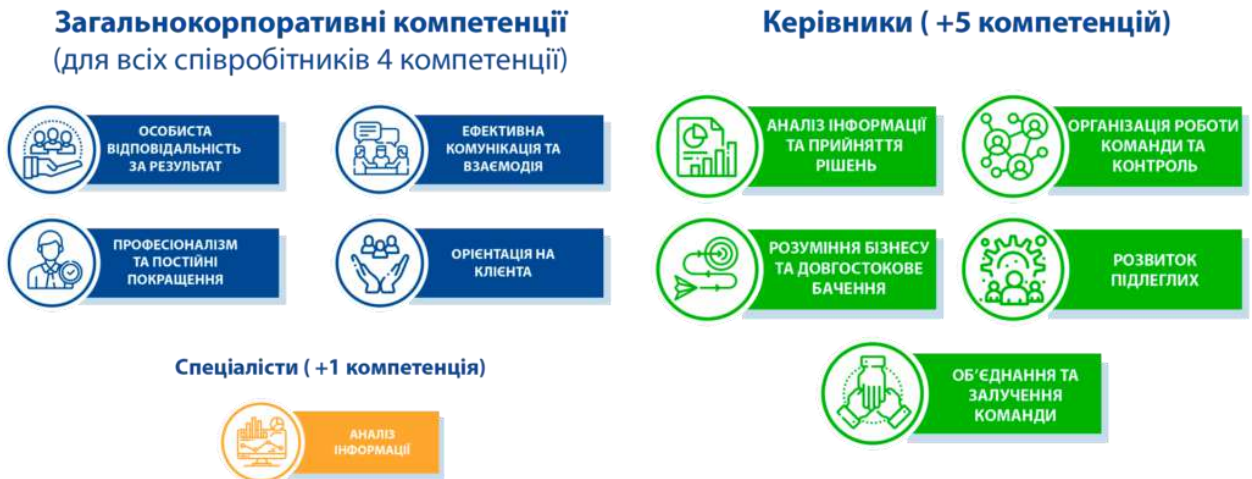 Загальнокорпоративні компетенції
(для всіх співробітників 4 компетенції)
ОСОБИСТА
ВІДПОВІДАЛЬНІСТЬ
ЗА РЕЗУЛЬТАТ
ЕФЕКТИВНА
КОМУНІКАЦІЯ ТА
ВЗАЄМОДІЯ
ПРОФЕСІОНАЛІЗМ
ТА ПОСТІЙНІ
ПОКРАЩЕННЯ
ОРІЄНТАЦІЯ НА
КЛІЄНТА
Спеціалісти ( +1 компетенція)
АНАЛІЗ
ІНФОРМАЦІЇ
Керівники ( +5 компетенцій)
АНАЛІЗ ІНФОРМАЦІЇ
ТА ПРИЙНЯТТЯ
РІШЕНЬ
ОРГАНІЗАЦІЯ РОБОТИ
КОМАНДИ ТА
КОНТРОЛЬ
РОЗУМІННЯ БІЗНЕСУ
ТА ДОВГОСТОКОВЕ
БАЧЕННЯ
РОЗВИТОК
ПІДЛЕГЛИХ
ОБ’ЄДНАННЯ ТА
ЗАЛУЧЕННЯ
КОМАНДИ